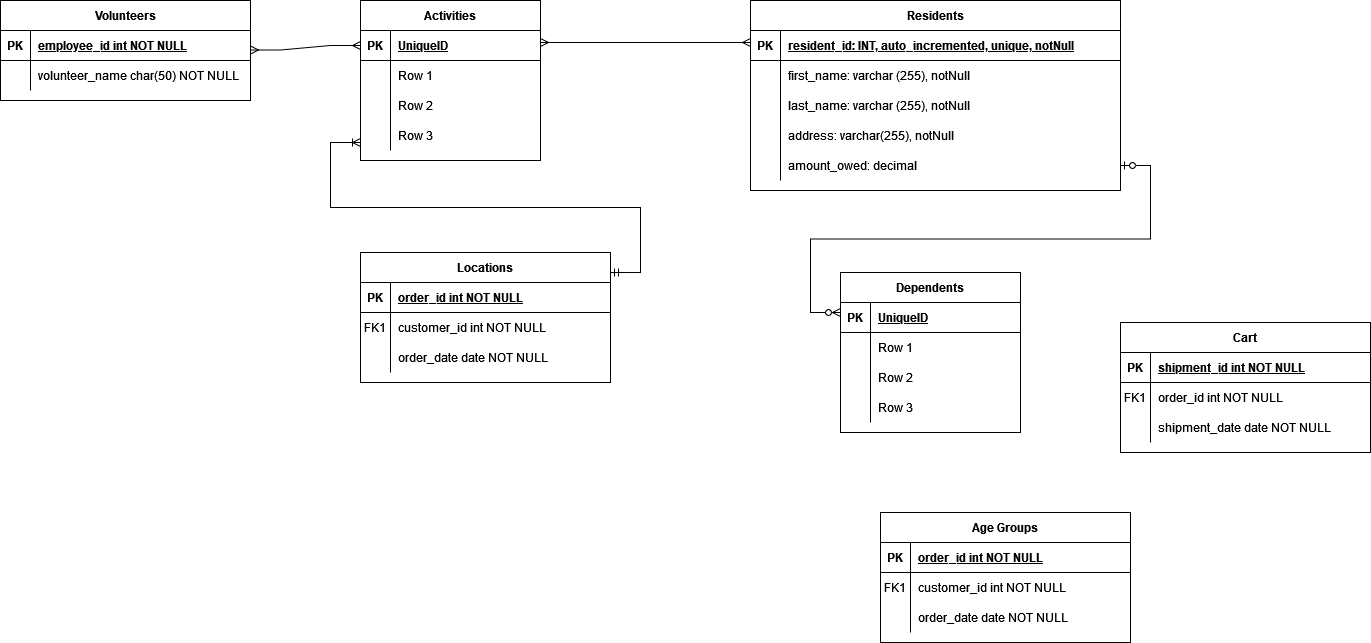 Volunteers
PK employee_id int NOT NULL
volunteer_name char(50) NOT NULL
Activities
PK UniqueID
Row 1
Row 2
Row 3
Residents
PK resident_id: INT, auto_incremented, unique, notNull
first_name: varchar (255), notNull
last_name: varchar (255), notNull
address: varchar(255), notNull
amount_owed: decimal
Locations
PK order_id int NOT NULL
FK1 customer_id int NOT NULL
order_date date NOT NULL
Dependents
PK UniqueID
Row 1
Row 2
Row 3
Cart
PK shipment_id int NOT NULL
FK1 order_id int NOT NULL
shipment_date date NOT NULL
Age Groups
PK order_id int NOT NULL
FK1 customer_id int NOT NULL
order_date date NOT NULL